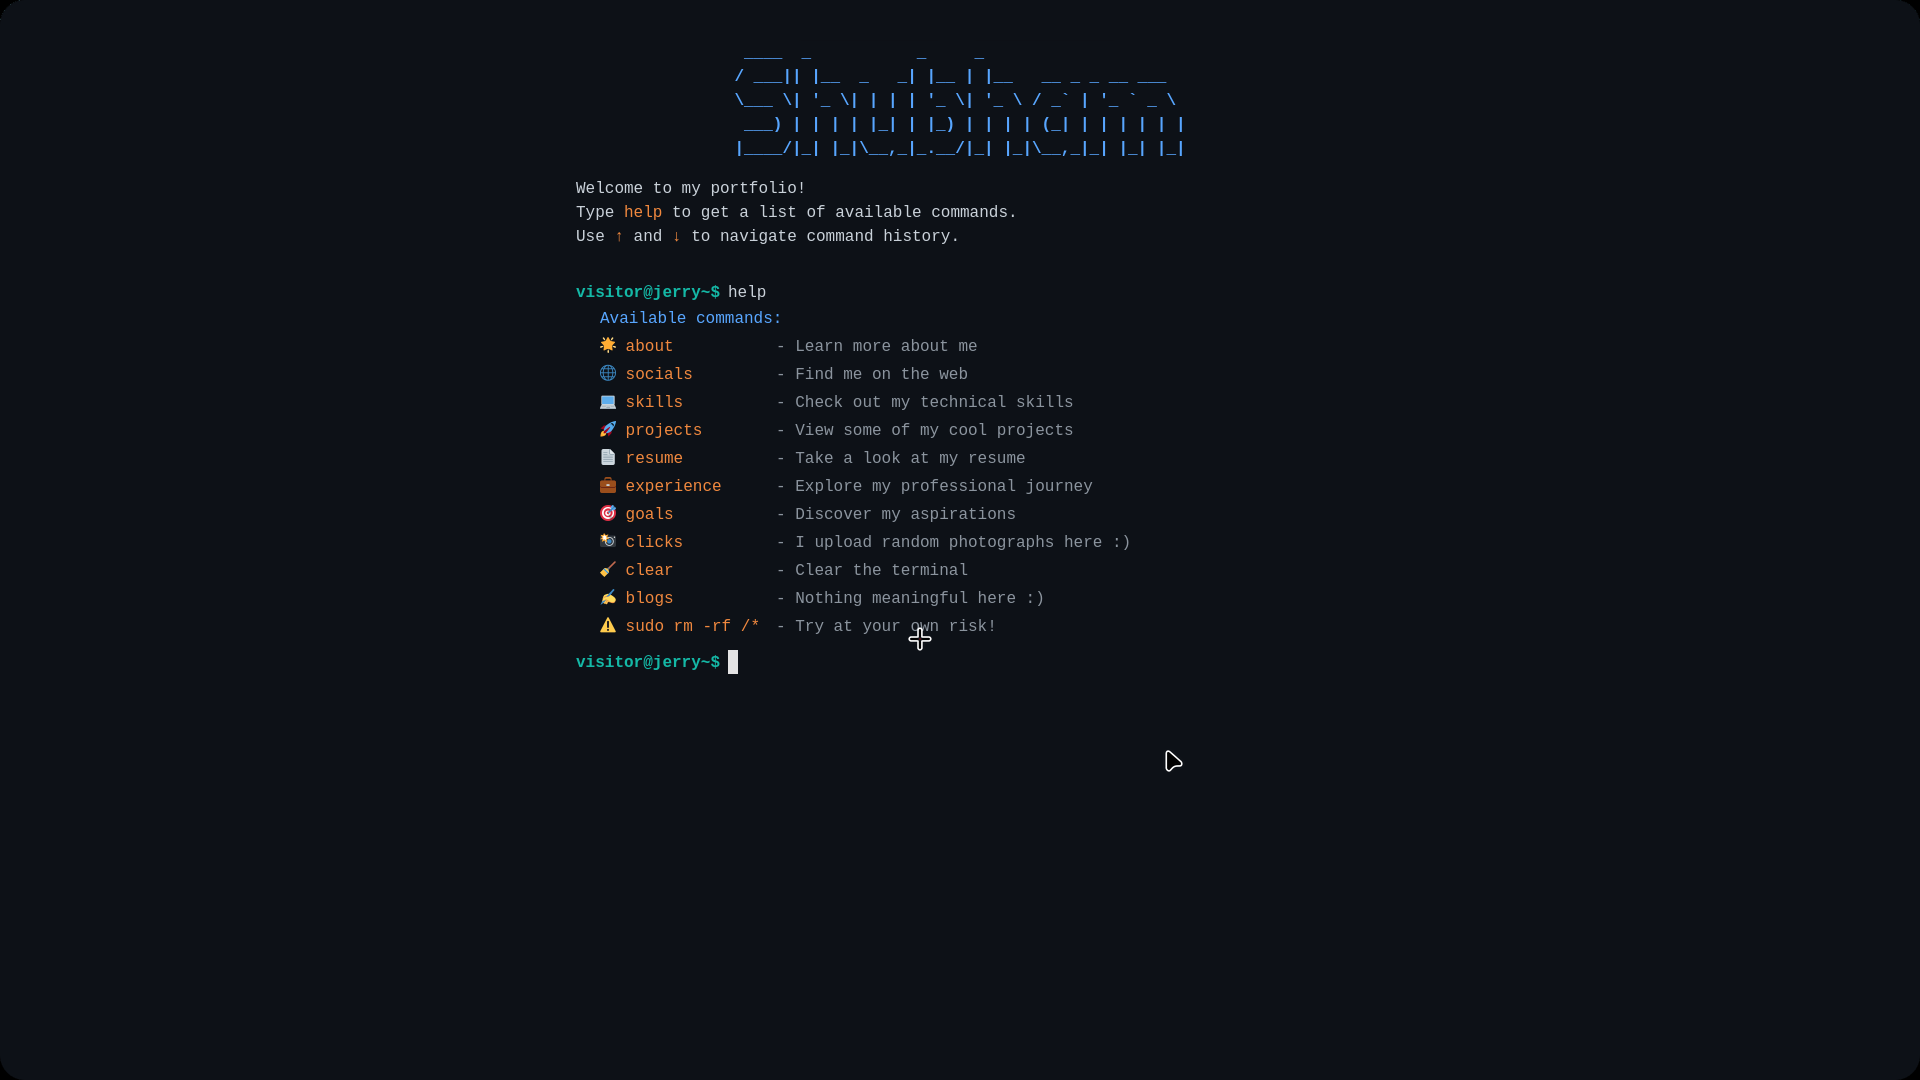 ____  _           _     _
/ ___|| |__  _   _| |__ | |__   __ _ _ __ ___
\___ \| '_ \| | | | '_ \| '_ \ / _` | '_ ` _ \
 ___) | | | | |_| | |_) | | | | (_| | | | | | |
|____/|_| |_|\__,_|_.__/|_| |_|\__,_|_| |_| |_|
Welcome to my portfolio!
Type help to get a list of available commands.
Use ↑ and ↓ to navigate command history.
visitor@jerry~$ help
Available commands:
🌟 about - Learn more about me
🌐 socials - Find me on the web
💻 skills - Check out my technical skills
🚀 projects - View some of my cool projects
📄 resume - Take a look at my resume
💼 experience - Explore my professional journey
🎯 goals - Discover my aspirations
📸 clicks - I upload random photographs here :)
🧹 clear - Clear the terminal
✍️ blogs - Nothing meaningful here :)
⚠️ sudo rm -rf /* - Try at your own risk!
visitor@jerry~$